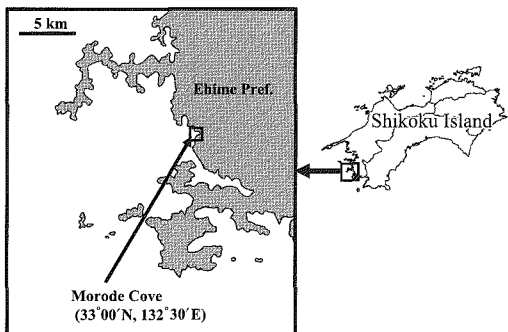 5 km
Ehime Pref.
Shikoku Island
Morode Cove
(33°00′N, 132°30′E)